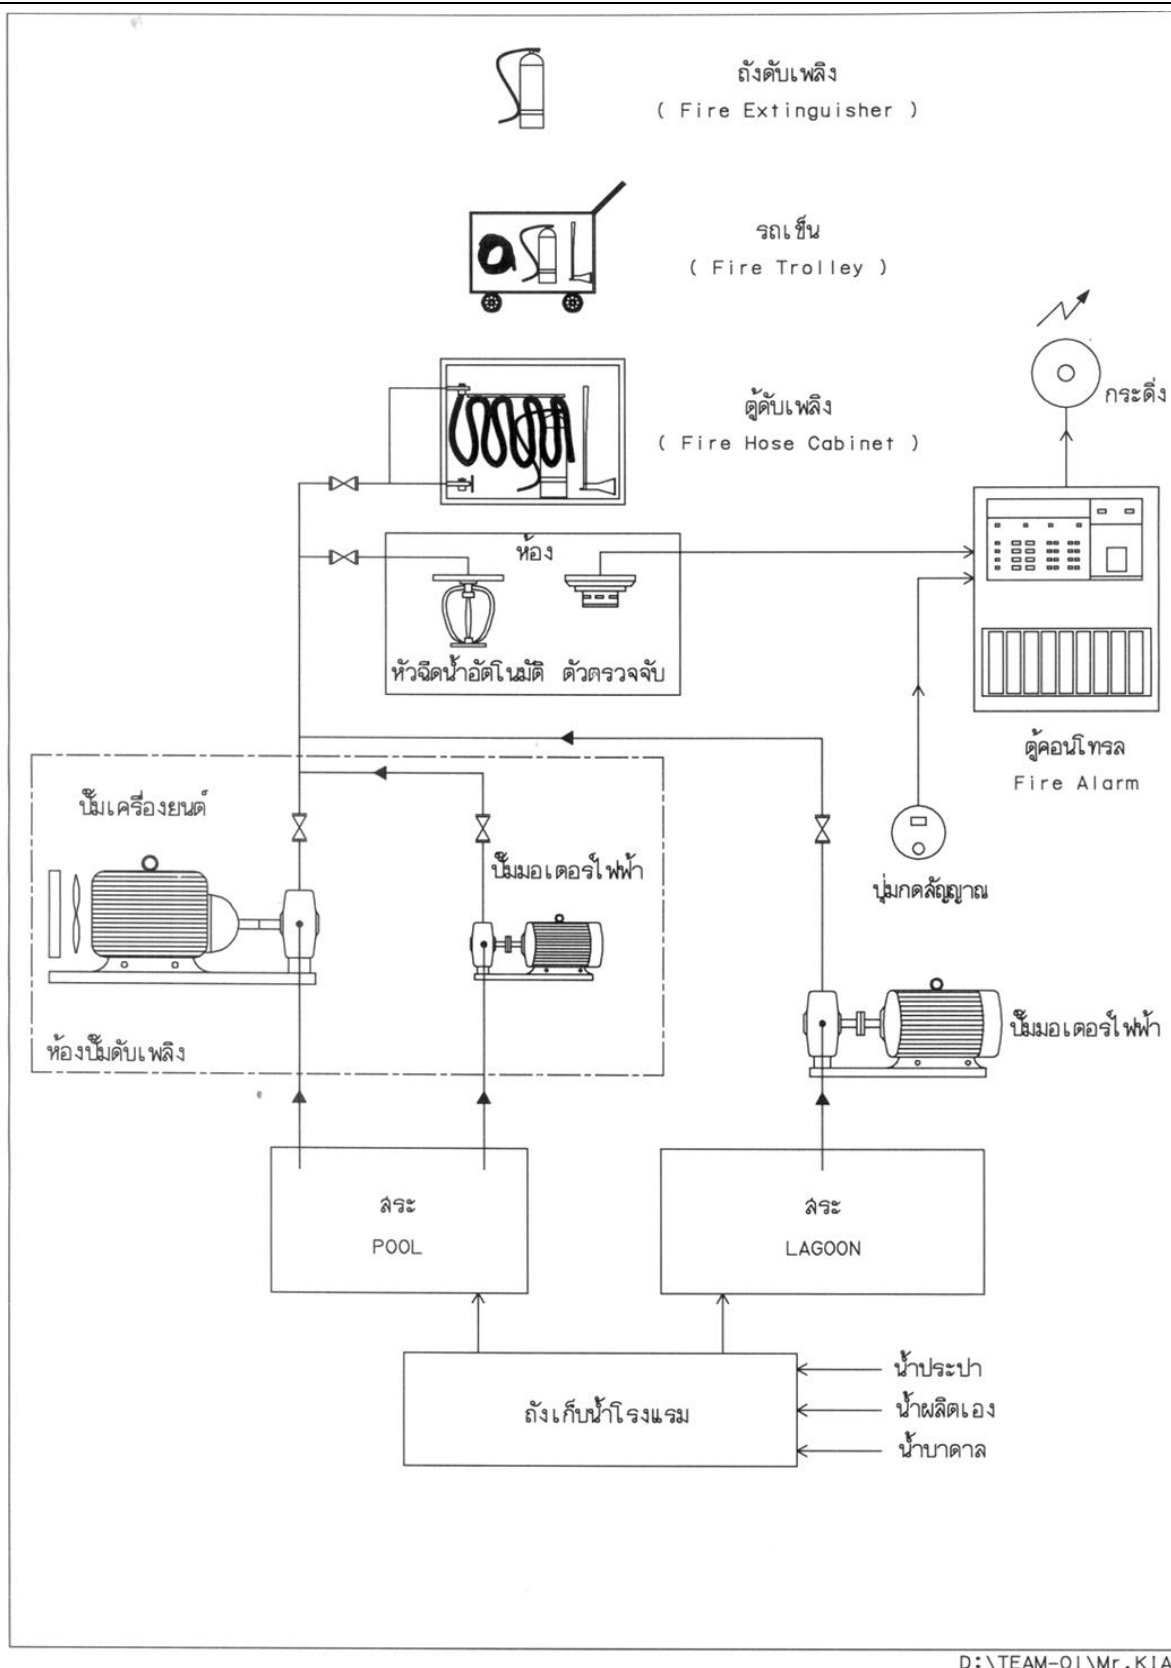 ถังดับเพลิง
( Fire Extinguisher )
รถเข็น
( Fire Trolley )
กระดิ่ง
ตู้ดับเพลิง
( Fire Hose Cabinet )
ห้อง
หัวฉีดน้ำอัตโนมัติ ตัวตรวจจับ
ตู้คอนโทรล
Fire Alarm
ปั๊มเครื่องยนต์
ปั๊มมอเตอร์ไฟฟ้า
ปุ่มกดสัญญาณ
ปั๊มมอเตอร์ไฟฟ้า
ห้องปั๊มดับเพลิง
สระ
POOL
สระ
LAGOON
ถังเก็บน้ำโรงแรม
น้ำประปา
น้ำผลิตเอง
น้ำบาดาล
D:\TEAM-01\Mr.KIA